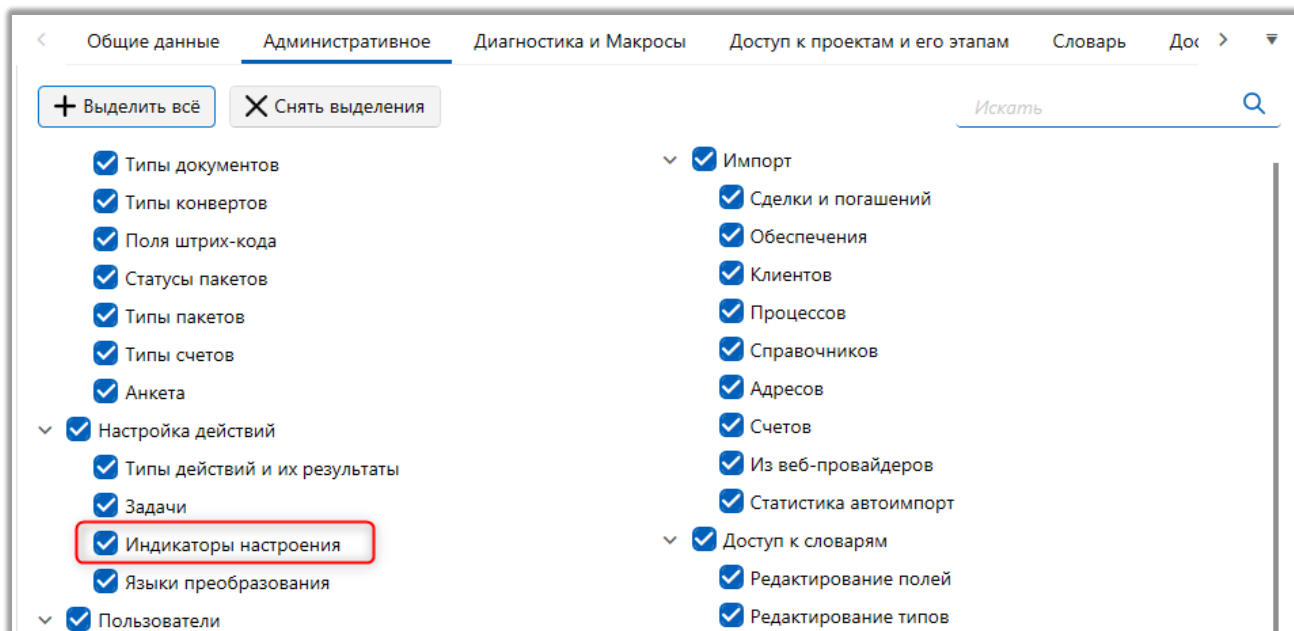 Общие данные Административное Диагностика и Макросы Доступ к проектам и его этапам Словарь Дос
Выделить всё Снять выделения Искать
Типы документов
Типы конвертов
Поля штрих-кода
Статусы пакетов
Типы пакетов
Типы счетов
Анкета
Настройка действий
Типы действий и их результаты
Задачи
Индикаторы настроения
Языки преобразования
Пользователи
Импорт
Сделки и погашений
Обеспечения
Клиентов
Процессов
Справочников
Адресов
Счетов
Из веб-провайдеров
Статистика автоимпорт
Доступ к словарям
Редактирование полей
Редактирование типов